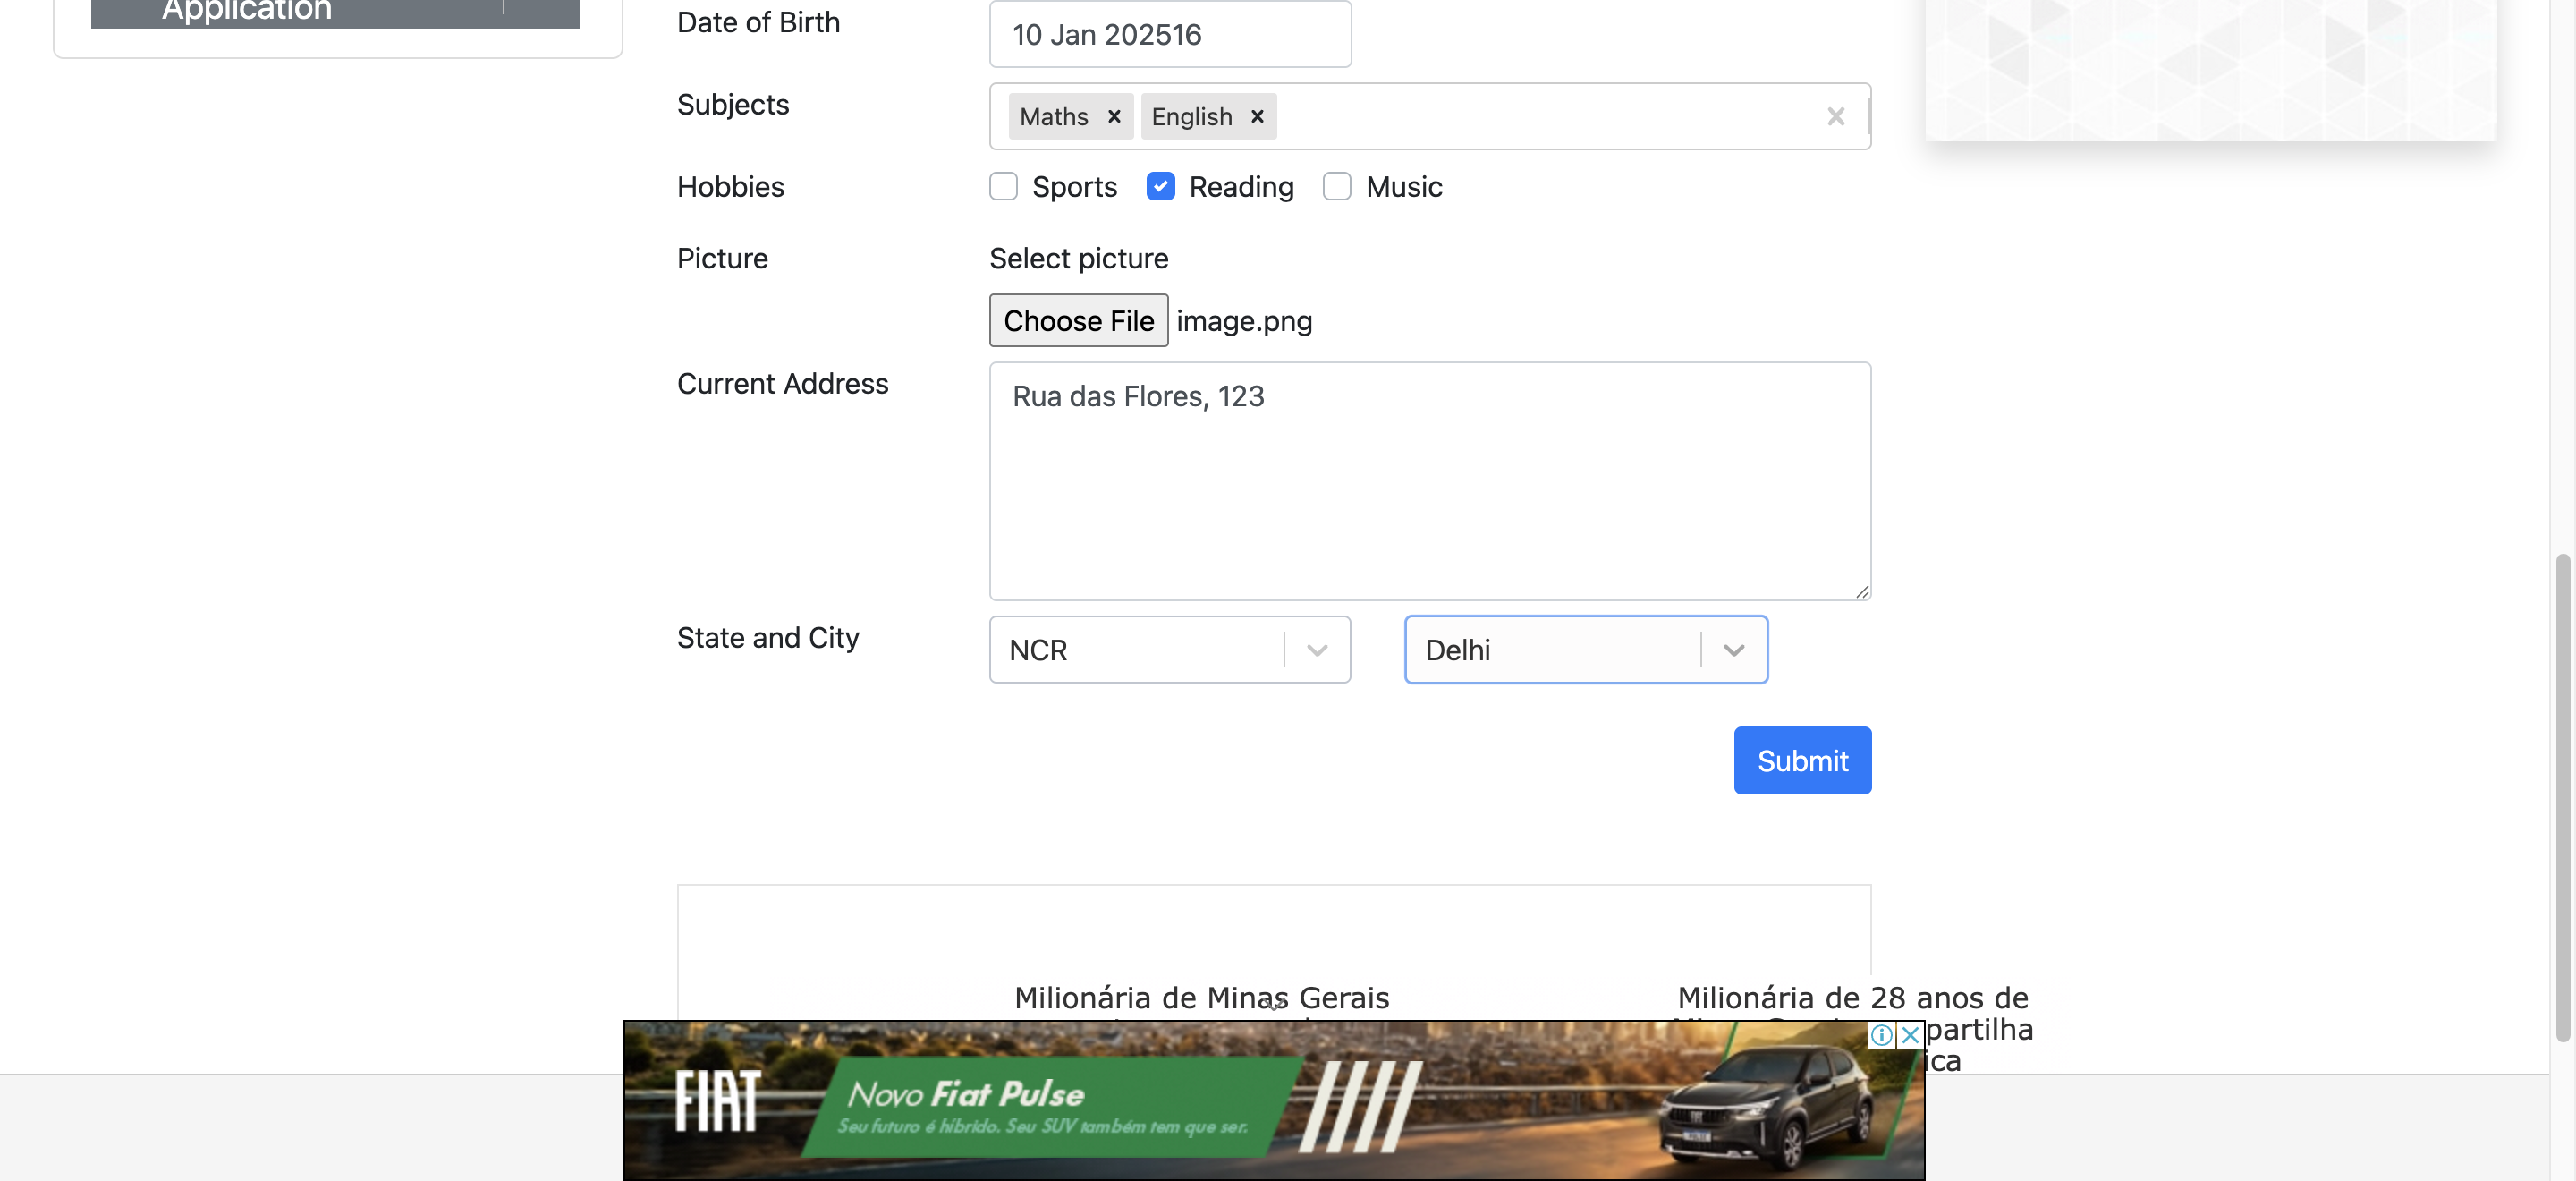 Application
Date of Birth
10 Jan 202516
Subjects
Maths
English
Hobbies
Sports
Reading
Music
Picture
Select picture
Choose File image.png
Current Address
Rua das Flores, 123
State and City
NCR
Delhi
Submit
Milionária de Minas Gerais
Milionária de 28 anos de
partilha
ica
FIAT
Novo Fiat Pulse
Seu futuro é híbrido. Seu SUV também tem que ser.